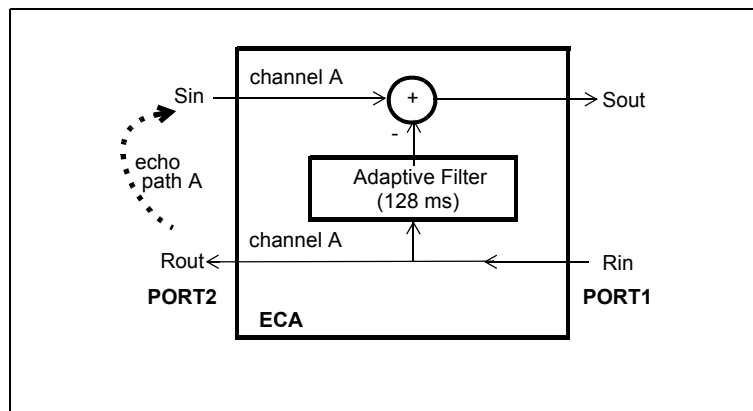 channel A
Sin
+
Sout
-
echo
path A
Adaptive Filter
(128 ms)
channel A
Rout
Rin
PORT2
PORT1
ECA